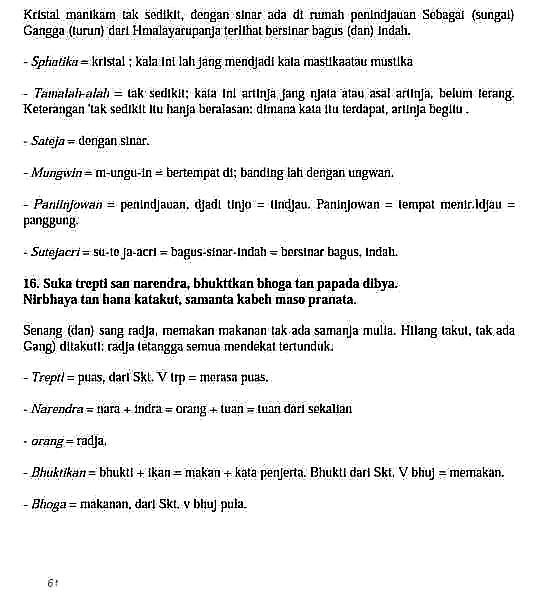 Kristal manikam tak sedikit, dengan sinar ada di rumah penindjauan Sebagai (sungai)
Gangga (turun) dari Hmalayarupanja terlihat bersinar bagus (dan) indah.
- Sphatika = kristal ; kala ini lah jang mendjadi kata mastikaatau mustika
- Tamalah-alah = tak sedikit; kata ini artinja jang njata atau asal artinja, belum terang.
Keterangan 'tak sedikit itu hanja beralasan: dimana kata itu terdapat, artinja begitu .
- Sateja = dengan sinar.
- Mungwin = m-ungu-in = bertempat di; banding lah dengan ungwan.
- Paninjowan = penindjauan, djadi tinjo = tindjau. Paninjowan = tempat menir.ldjau =
panggung.
- Sutejacri = su-te ja-acri = bagus-sinar-indah = bersinar bagus, indah.
16. Suka trepti san narendra, bhukttkan bhoga tan papada dibya.
Nirbhaya tan hana katakut, samanta kabeh maso pranata.
Senang (dan) sang radja, memakan makanan tak ada samanja mulia. Hilang takut, tak ada
Gang) ditakuti: radja tetangga semua mendekat tertunduk.
- Trepti = puas, dari Skt. V trp = merasa puas.
- Narendra = nara + indra = orang + tuan = tuan dari sekalian
- orang = radja.
- Bhuktikan = bhukti + ikan = makan + kata penjerta. Bhukti dari Skt, V bhuj = memakan.
- Bhoga = makanan, dari Skt. v bhuj pula.
61